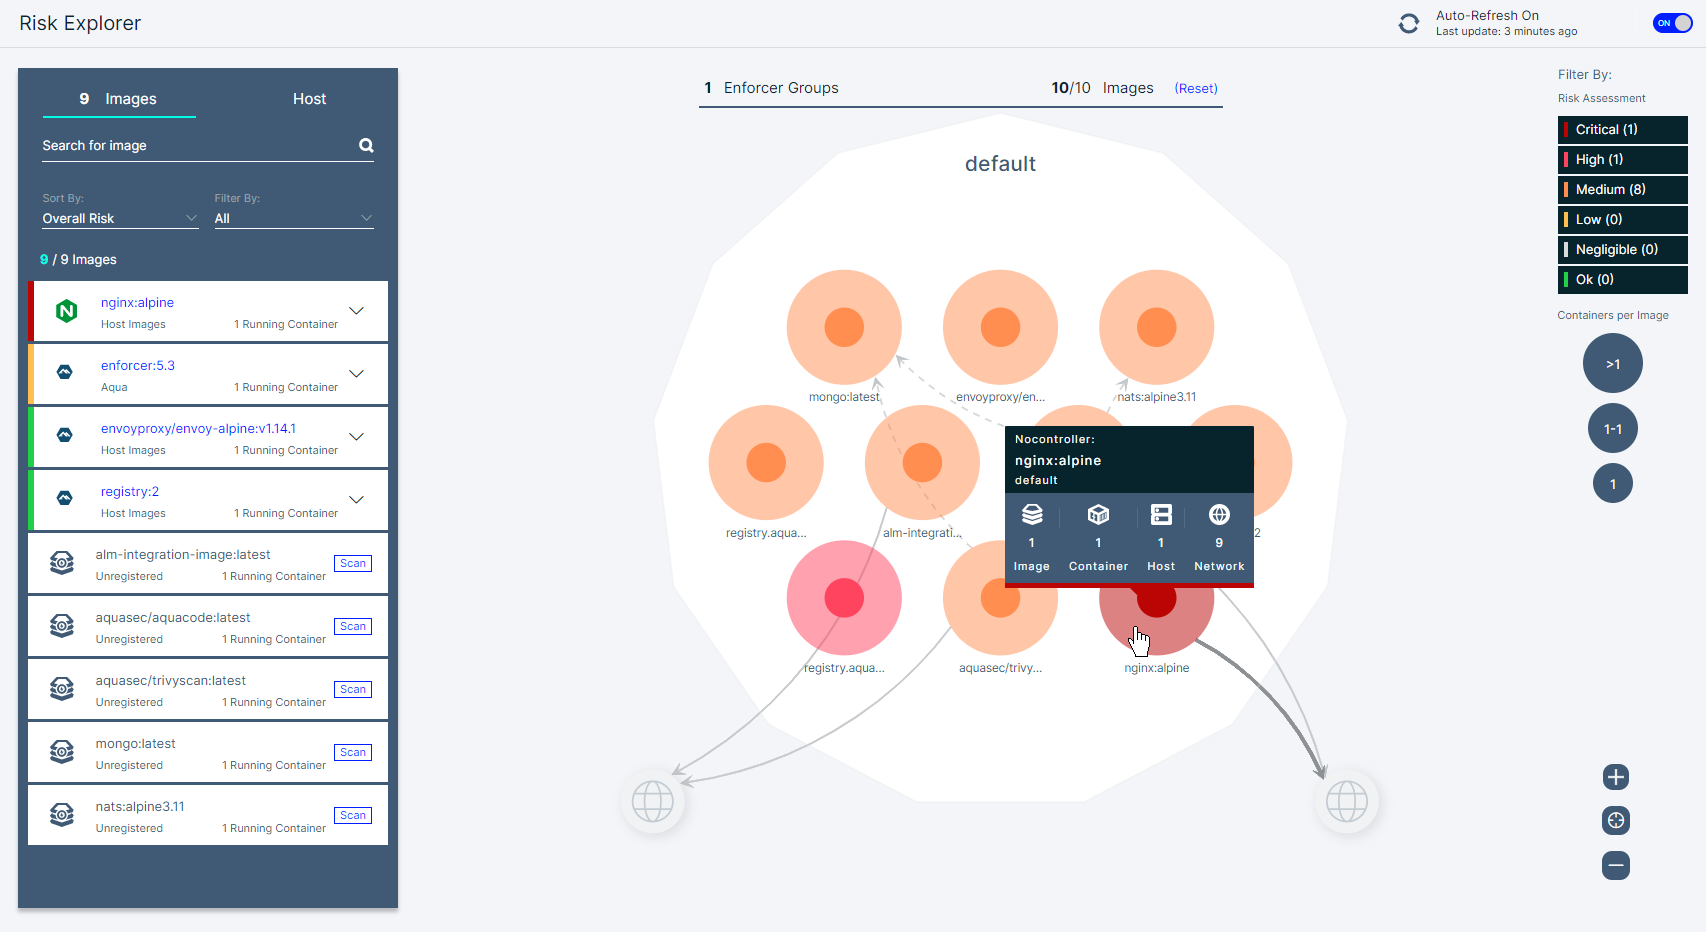 Risk Explorer
Auto-Refresh On
Last update: 3 minutes ago
ON
9 Images
Host
Search for image
Sort By:
Overall Risk
Filter By:
All
9 / 9 Images
nginx:alpine
Host Images
1 Running Container
enforcer:5.3
Aqua
1 Running Container
envoyproxy/envoy-alpine:v1.14.1
Host Images
1 Running Container
registry:2
Host Images
1 Running Container
alm-integration-image:latest
Unregistered
1 Running Container
Scan
aquasec/aquacode:latest
Unregistered
1 Running Container
Scan
aquasec/trivyscan:latest
Unregistered
1 Running Container
Scan
mongo:latest
Unregistered
1 Running Container
Scan
nats:alpine3.11
Unregistered
1 Running Container
Scan
1 Enforcer Groups
10/10 Images (Reset)
default
mongo:latest
envoyproxy/en...
nats:alpine3.11
registry.aqua...
alm-integrati...
2
Nocontroller:
nginx:alpine
default
1
Image
1
Container
1
Host
9
Network
registry.aqua...
aquasec/trivy...
nginx:alpine
Filter By:
Risk Assessment
Critical (1)
High (1)
Medium (8)
Low (0)
Negligible (0)
Ok (0)
Containers per Image
>1
1-1
1